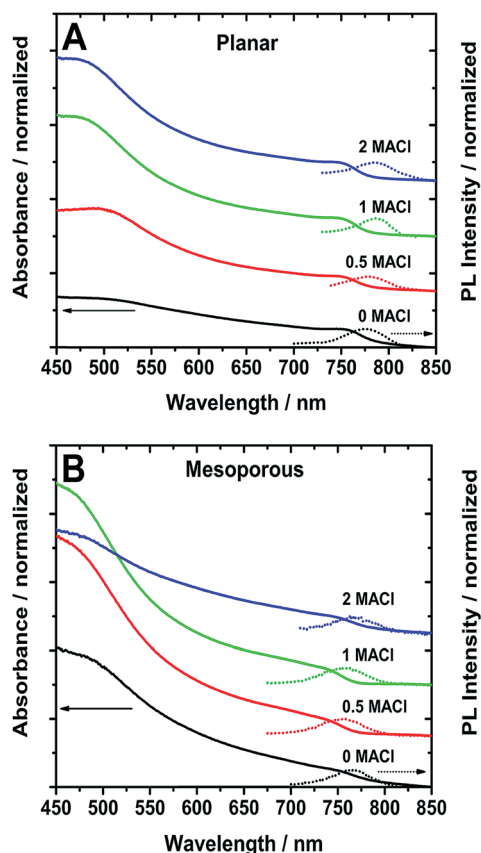 A
Planar
Absorbance / normalized
PL Intensity / normalized
2 MACl
1 MACl
0.5 MACl
0 MACl
450 500 550 600 650 700 750 800 850
Wavelength / nm
B
Mesoporous
Absorbance / normalized
PL Intensity / normalized
2 MACl
1 MACl
0.5 MACl
0 MACl
450 500 550 600 650 700 750 800 850
Wavelength / nm